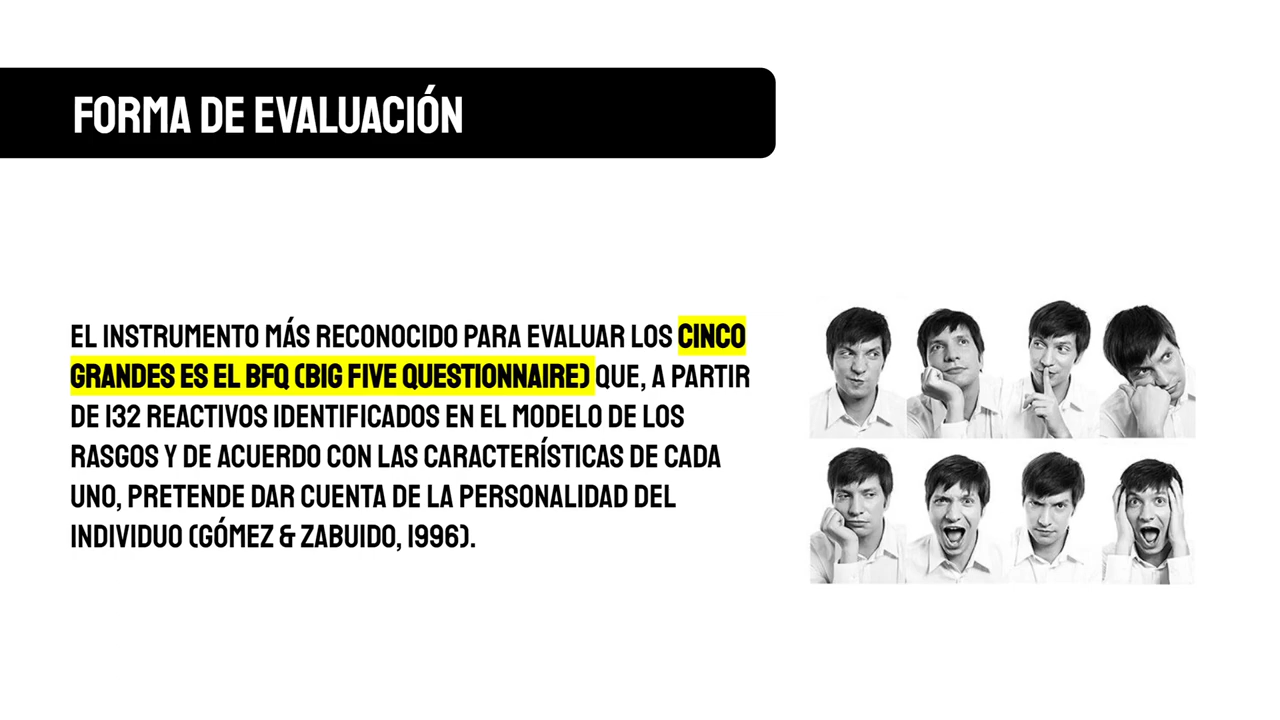 FORMA DE EVALUACIÓN
EL INSTRUMENTO MÁS RECONOCIDO PARA EVALUAR LOS CINCO
GRANDES ES EL BFQ (BIG FIVE QUESTIONNAIRE) QUE, A PARTIR
DE 132 REACTIVOS IDENTIFICADOS EN EL MODELO DE LOS
RASGOS Y DE ACUERDO CON LAS CARACTERÍSTICAS DE CADA
UNO, PRETENDE DAR CUENTA DE LA PERSONALIDAD DEL
INDIVIDUO (GÓMEZ & ZABUIDO, 1996).